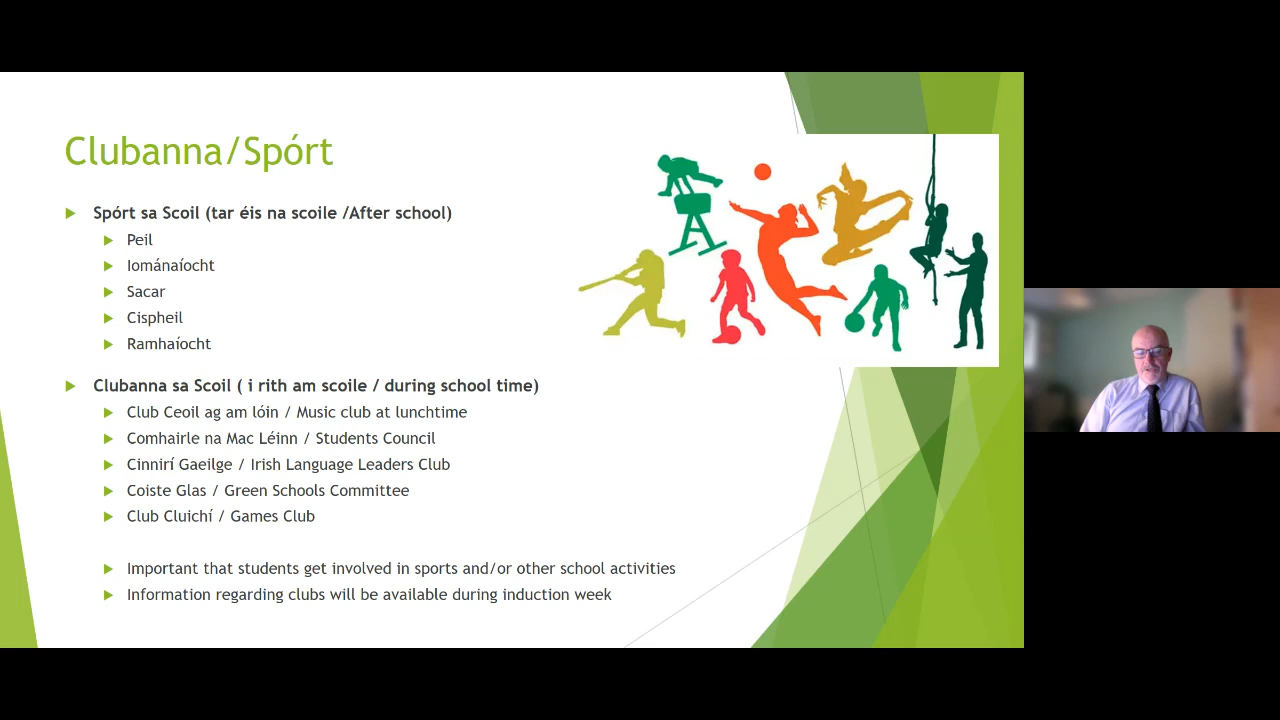 Clubanna/Spórt
Spórt sa Scoil (tar éis na scoile /After school)
Peil
Iománaíocht
Sacar
Cispheil
Ramhaíocht
Clubanna sa Scoil ( i rith am scoile / during school time)
Club Ceoil ag am lóin / Music club at lunchtime
Comhairle na Mac Léinn / Students Council
Cinnirí Gaeilge / Irish Language Leaders Club
Coiste Glas / Green Schools Committee
Club Cluichí / Games Club
Important that students get involved in sports and/or other school activities
Information regarding clubs will be available during induction week